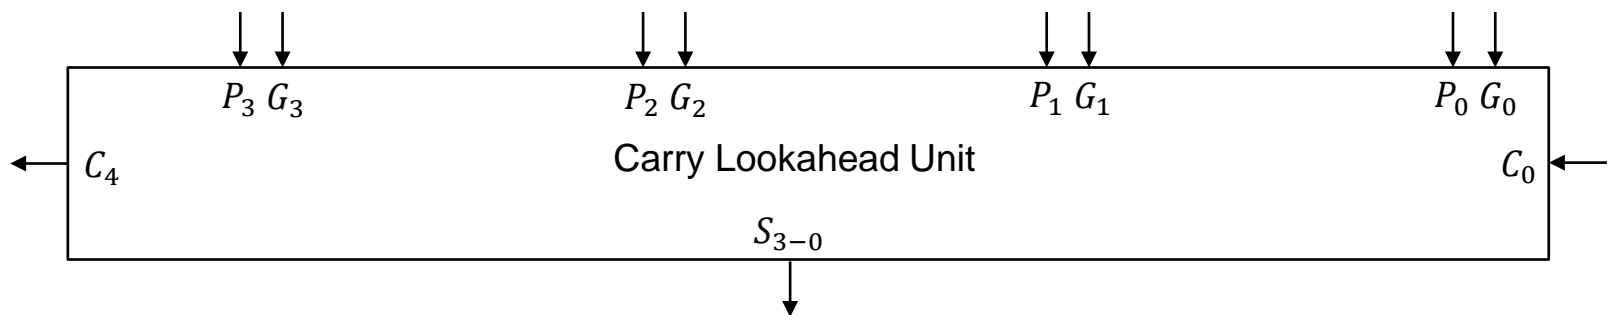 P₃ G₃ P₂ G₂ P₁ G₁ P₀ G₀
C₄ Carry Lookahead Unit C₀
S₃₋₀